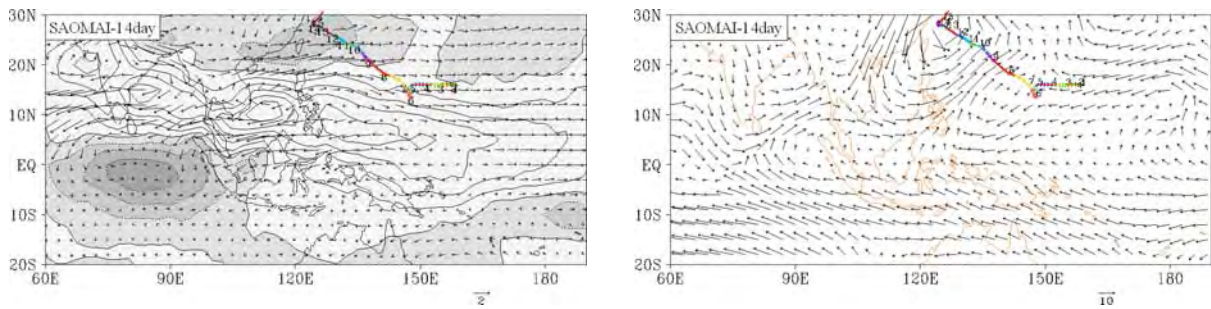 SAOMAI-14day
30N
20N
10N
EQ
10S
20S
60E
90E
120E
150E
180
2
SAOMAI-14day
30N
20N
10N
EQ
10S
20S
60E
90E
120E
150E
180
10